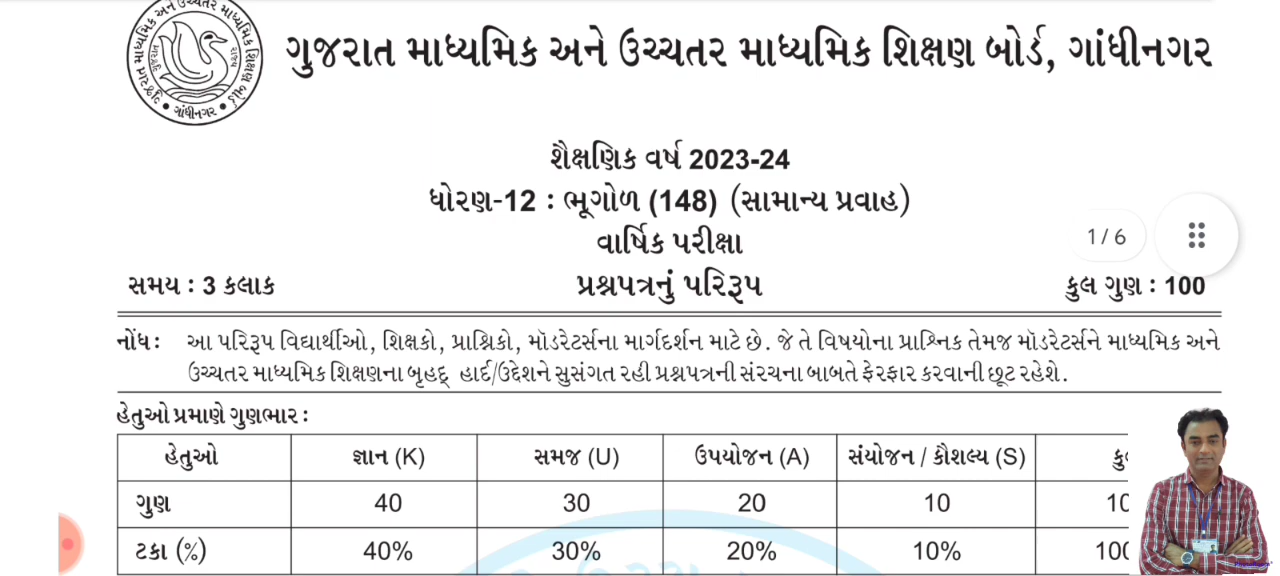 ગુજરાત માધ્યમિક અને ઉચ્ચતર માધ્યમિક શિક્ષણ બોર્ડ, ગાંધીનગર
ગાંધીનગર
શૈક્ષણિક વર્ષ 2023-24
ધોરણ-12 : ભૂગોળ (148) (સામાન્ય પ્રવાહ)
વાર્ષિક પરીક્ષા
1/6
સમય : 3 કલાક પ્રશ્નપત્રનું પરિરૂપ કુલ ગુણ : 100
નોંધ : આ પરિરૂપ વિદ્યાર્થીઓ, શિક્ષકો, પ્રાશ્નિકો, મૉડરેટર્સના માર્ગદર્શન માટે છે. જે તે વિષયોના પ્રાશ્નિક તેમજ મૉડરેટર્સને માધ્યમિક અને
ઉચ્ચતર માધ્યમિક શિક્ષણના બૃહદ્ હાર્દ/ઉદ્દેશને સુસંગત રહી પ્રશ્નપત્રની સંરચના બાબતે ફેરફાર કરવાની છૂટ રહેશે.
હેતુઓ પ્રમાણે ગુણભાર :
હેતુઓ જ્ઞાન (K) સમજ (U) ઉપયોજન (A) સંયોજન / કૌશલ્ય (S)
ગુણ 40 30 20 10 10
ટકા (%) 40% 30% 20% 10% 100